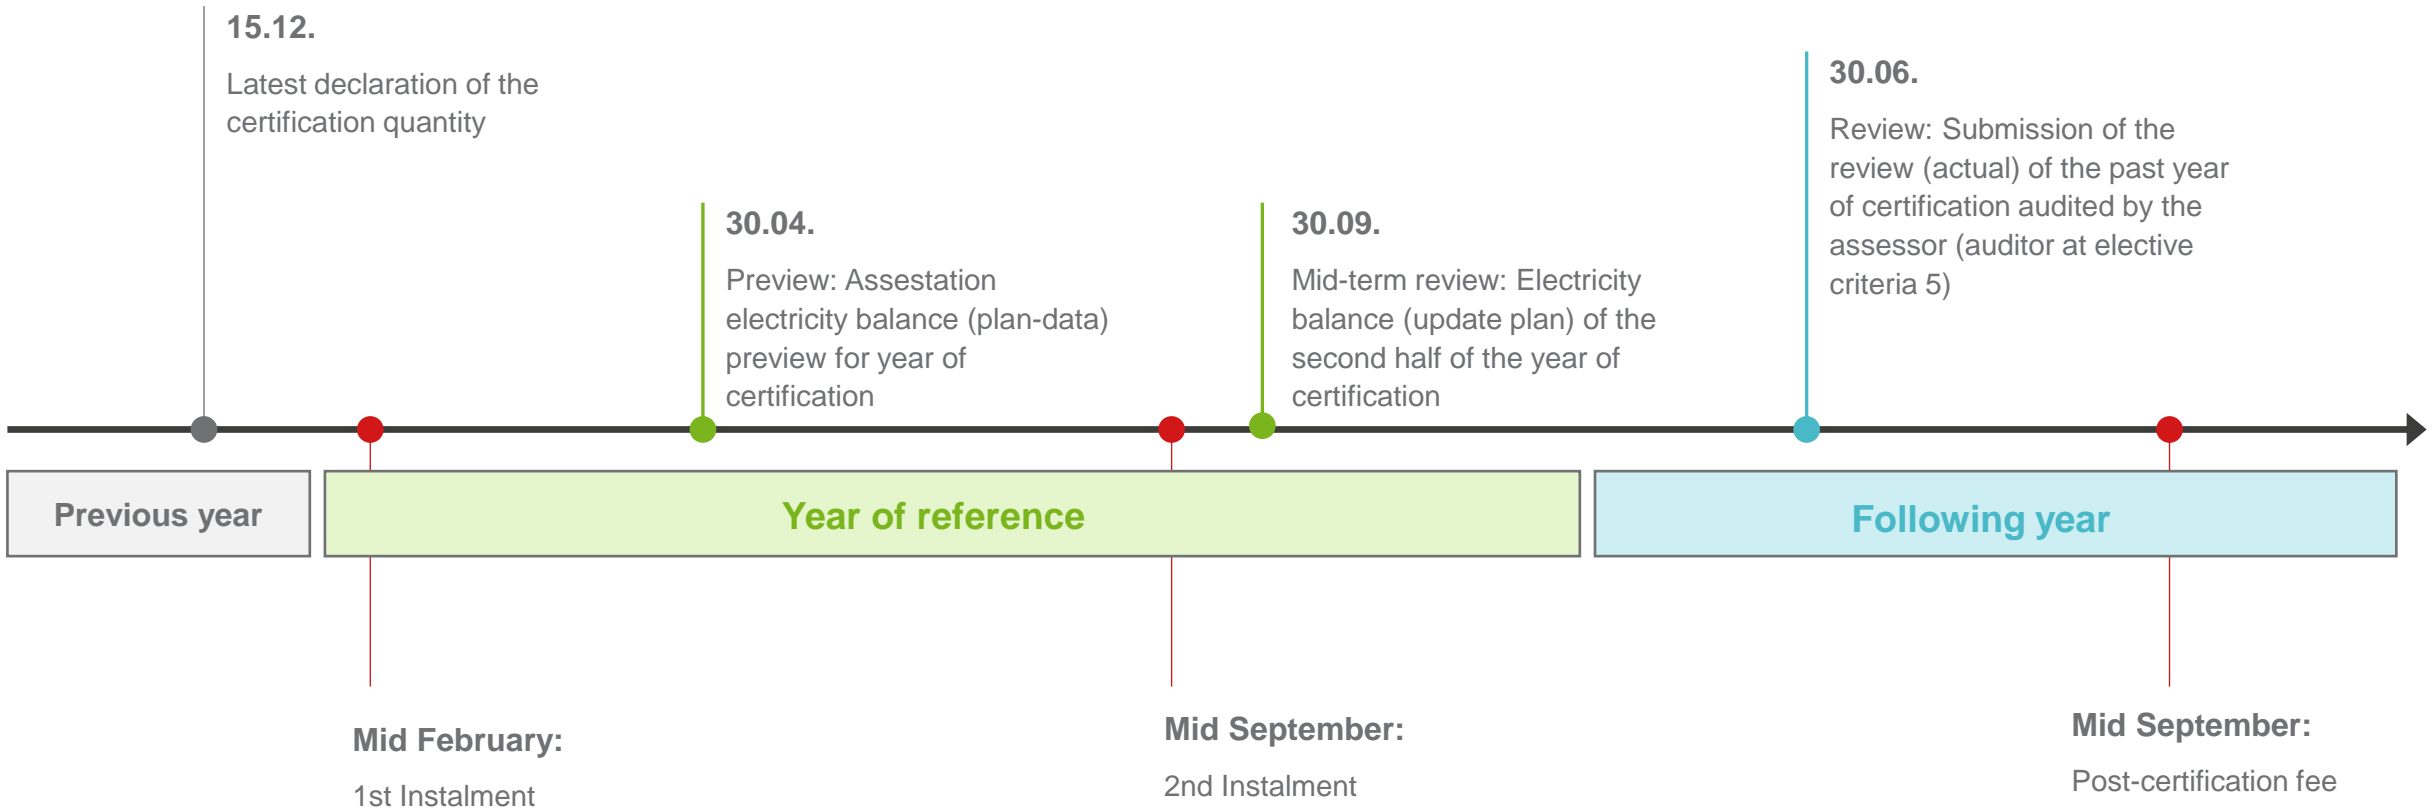 15.12.
Latest declaration of the
certification quantity
30.04.
Preview: Assestation
electricity balance (plan-data)
preview for year of
certification
30.09.
Mid-term review: Electricity
balance (update plan) of the
second half of the year of
certification
30.06.
Review: Submission of the
review (actual) of the past year
of certification audited by the
assessor (auditor at elective
criteria 5)
Previous year
Year of reference
Following year
Mid February:
1st Instalment
Mid September:
2nd Instalment
Mid September:
Post-certification fee